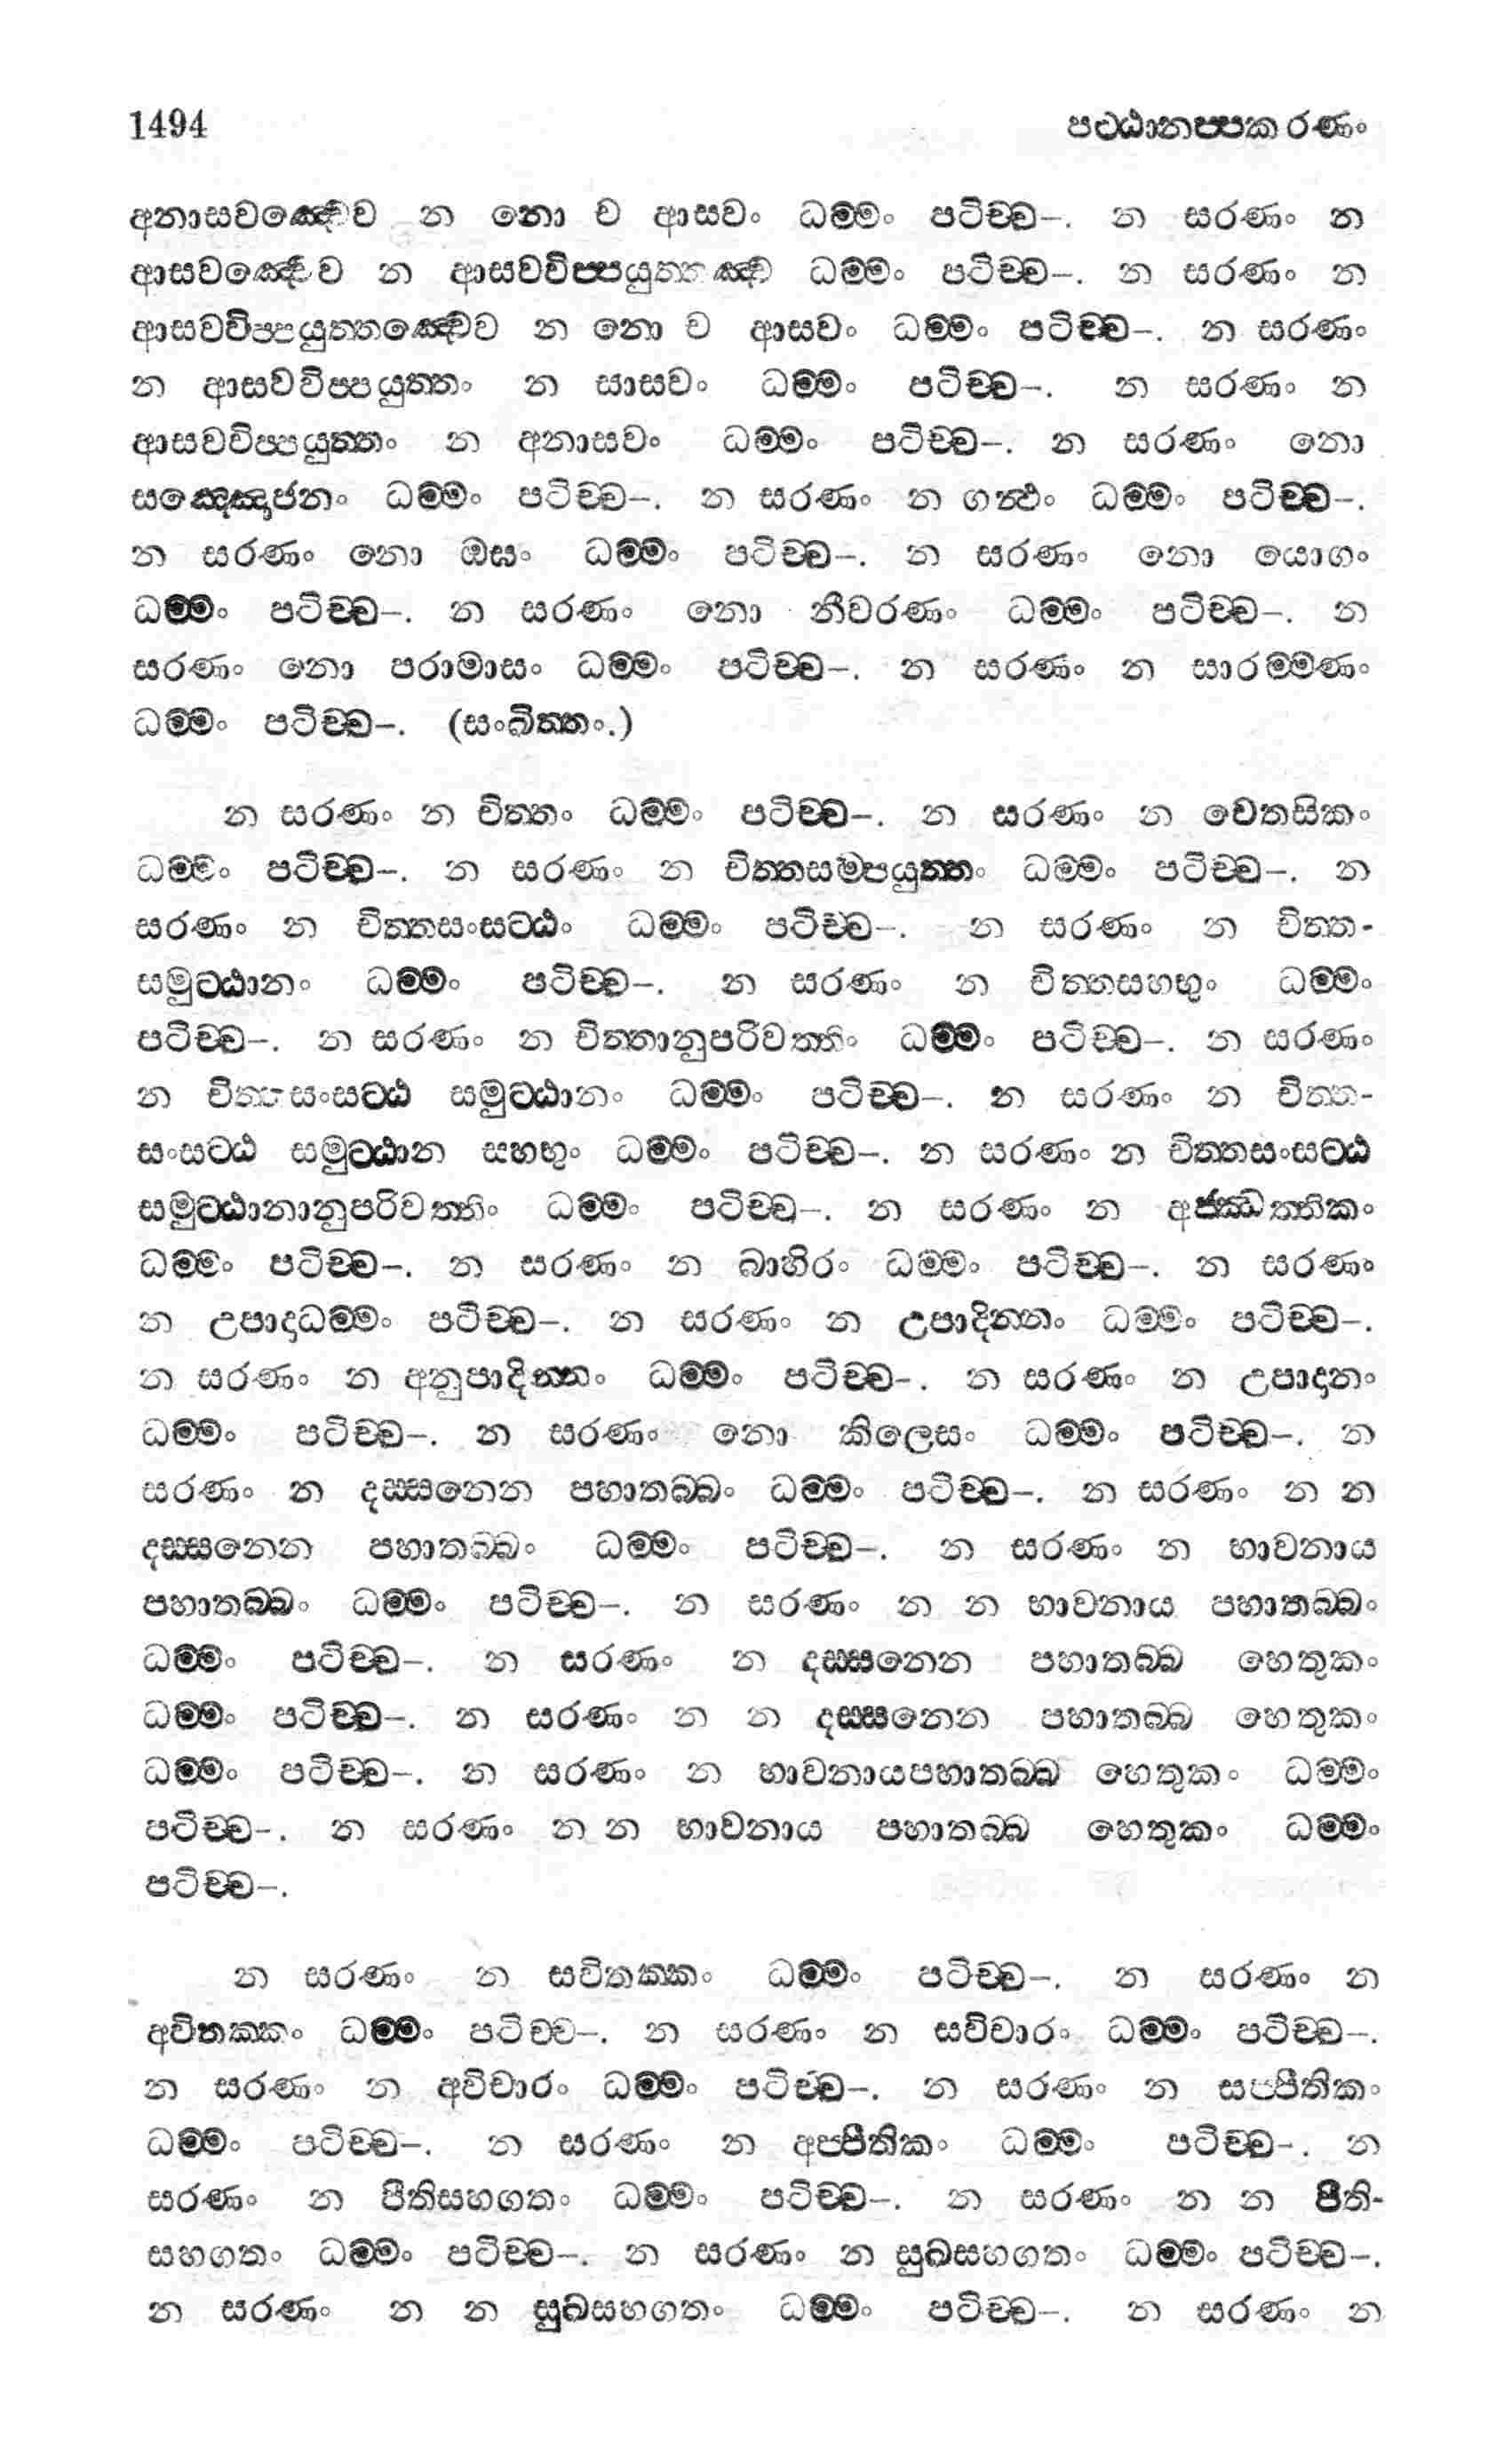 1494 පට්ඨානප්පකරණං
අනාසවඤ්චෙව න නො ච ආසවං ධම්මං පටිච්ච–. න සරණං න
ආසවඤ්චෙව න ආසවවිප්පයුත්තඤ්ච ධම්මං පටිච්ච–. න සරණං න
ආසවවිප්පයුත්තඤ්චෙව න නො ච ආසවං ධම්මං පටිච්ච–. න සරණං
න ආසවවිප්පයුත්තං න සාසවං ධම්මං පටිච්ච–. න සරණං න
ආසවවිප්පයුත්තං න අනාසවං ධම්මං පටිච්ච–. න සරණං නො
සඤ්ඤොජනං ධම්මං පටිච්ච–. න සරණං න ගන්ථං ධම්මං පටිච්ච–.
න සරණං නො ඔඝං ධම්මං පටිච්ච–. න සරණං නො යොගං
ධම්මං පටිච්ච–. න සරණං නො නීවරණං ධම්මං පටිච්ච–. න
සරණං නො පරාමාසං ධම්මං පටිච්ච–. න සරණං න සාරම්මණං
ධම්මං පටිච්ච–. (සංඛිත්තං.)
න සරණං න චිත්තං ධම්මං පටිච්ච–. න සරණං න චෙතසිකං
ධම්මං පටිච්ච–. න සරණං න චිත්තසම්පයුත්තං ධම්මං පටිච්ච–. න
සරණං න චිත්තසංසට්ඨං ධම්මං පටිච්ච–. න සරණං න චිත්ත-
සමුට්ඨානං ධම්මං පටිච්ච–. න සරණං න චිත්තසහභුං ධම්මං
පටිච්ච–. න සරණං න චිත්තානුපරිවත්තිං ධම්මං පටිච්ච–. න සරණං
න චිත්තසංසට්ඨ සමුට්ඨානං ධම්මං පටිච්ච–. න සරණං න චිත්ත-
සංසට්ඨ සමුට්ඨාන සහභුං ධම්මං පටිච්ච–. න සරණං න චිත්තසංසට්ඨ
සමුට්ඨානානුපරිවත්තිං ධම්මං පටිච්ච–. න සරණං න අජ්ඣත්තිකං
ධම්මං පටිච්ච–. න සරණං න බාහිරං ධම්මං පටිච්ච–. න සරණං
න උපාදාධම්මං පටිච්ච–. න සරණං න උපාදින්නං ධම්මං පටිච්ච–.
න සරණං න අනුපාදින්නං ධම්මං පටිච්ච–. න සරණං න උපාදානං
ධම්මං පටිච්ච–. න සරණං නො කිලෙසං ධම්මං පටිච්ච–. න
සරණං න දස්සනෙන පහාතබ්බං ධම්මං පටිච්ච–. න සරණං න න
දස්සනෙන පහාතබ්බං ධම්මං පටිච්ච–. න සරණං න භාවනාය
පහාතබ්බං ධම්මං පටිච්ච–. න සරණං න න භාවනාය පහාතබ්බං
ධම්මං පටිච්ච–. න සරණං න දස්සනෙන පහාතබ්බ හෙතුකං
ධම්මං පටිච්ච–. න සරණං න න දස්සනෙන පහාතබ්බ හෙතුකං
ධම්මං පටිච්ච–. න සරණං න භාවනායපහාතබ්බ හෙතුකං ධම්මං
පටිච්ච–. න සරණං න න භාවනාය පහාතබ්බ හෙතුකං ධම්මං
පටිච්ච–.
න සරණං න සවිතක්කං ධම්මං පටිච්ච–. න සරණං න
අවිතක්කං ධම්මං පටිච්ච–. න සරණං න සවිචාරං ධම්මං පටිච්ච–.
න සරණං න අවිචාරං ධම්මං පටිච්ච–. න සරණං න සප්පීතිකං
ධම්මං පටිච්ච–. න සරණං න අප්පීතිකං ධම්මං පටිච්ච–. න
සරණං න පීතිසහගතං ධම්මං පටිච්ච–. න සරණං න න පීති-
සහගතං ධම්මං පටිච්ච–. න සරණං න සුඛසහගතං ධම්මං පටිච්ච–.
න සරණං න න සුඛසහගතං ධම්මං පටිච්ච–. න සරණං න